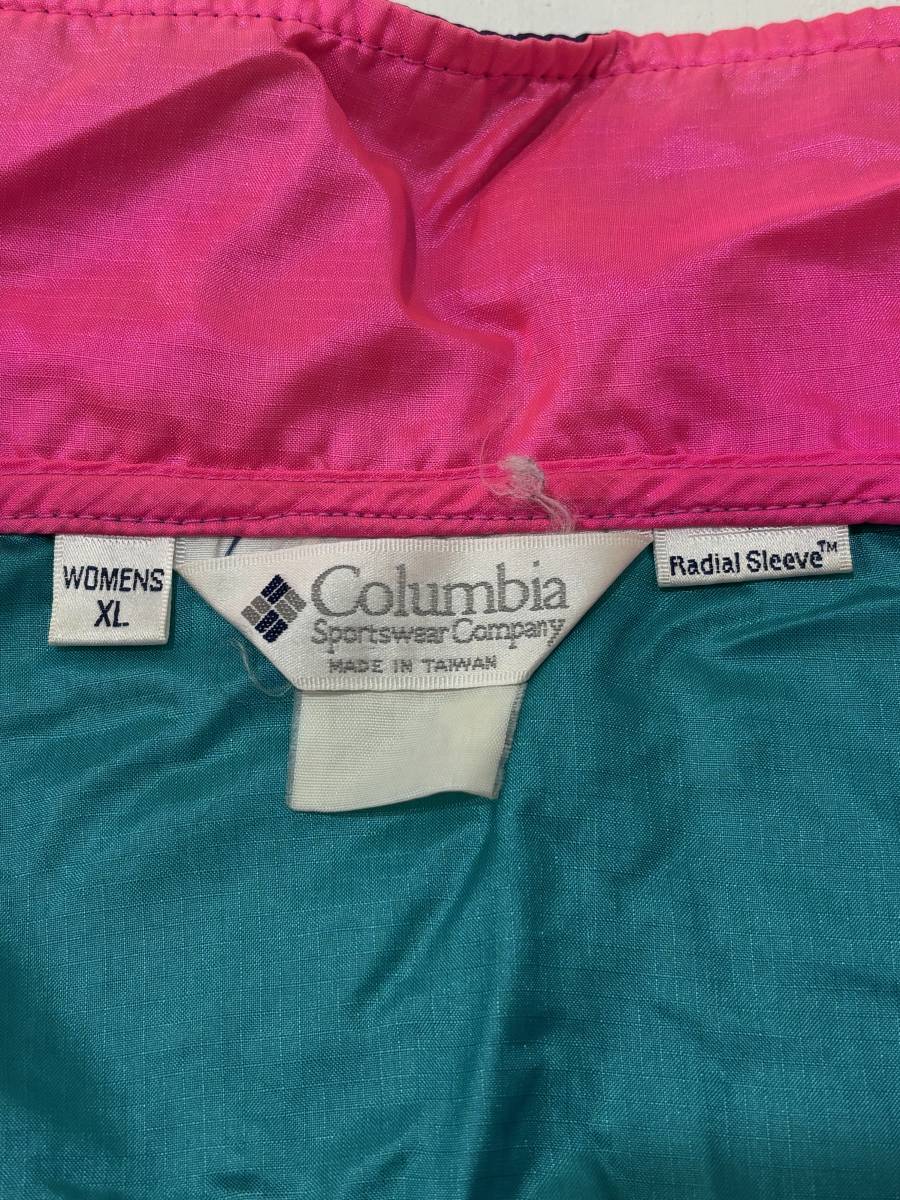 WOMENS
XL
Columbia
Sportswear Company
MADE IN TAIWAN
Radial Sleeve™